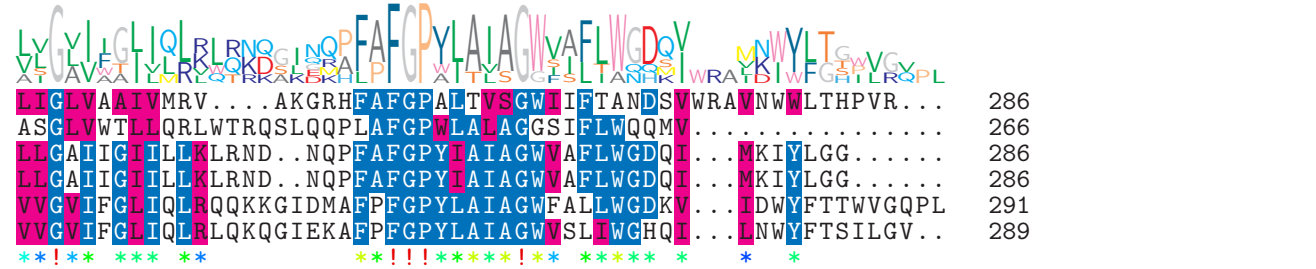 LIGLVAAIVMRV....AKGRHFAFGPALTVSGWIIFTANDSVWRAVNWWLTHPVR... 286
ASGLVWTLLQRLWTRQSLQQPLAFGPWLALAGGSIFLWQQMV................ 266
LLGAIIGIILLKLRND..NQPFAFGPYIAIAGWVAFLWGDQI...MKIYLGG...... 286
LLGAIIGIILLKLRND..NQPFAFGPYIAIAGWVAFLWGDQI...MKIYLGG...... 286
VVGVIFGLIQLRQQKKGIDMAFPFGPYLAIAGWFALLWGDKV...IDWYFTTWVGQPL 291
VVGVIFGLIQLRLQKQGIEKAFPFGPYLAIAGWVSLIWGHQI...LNWYFTSILGV.. 289
**!** *** ** **!!!*****!** ***** * * *